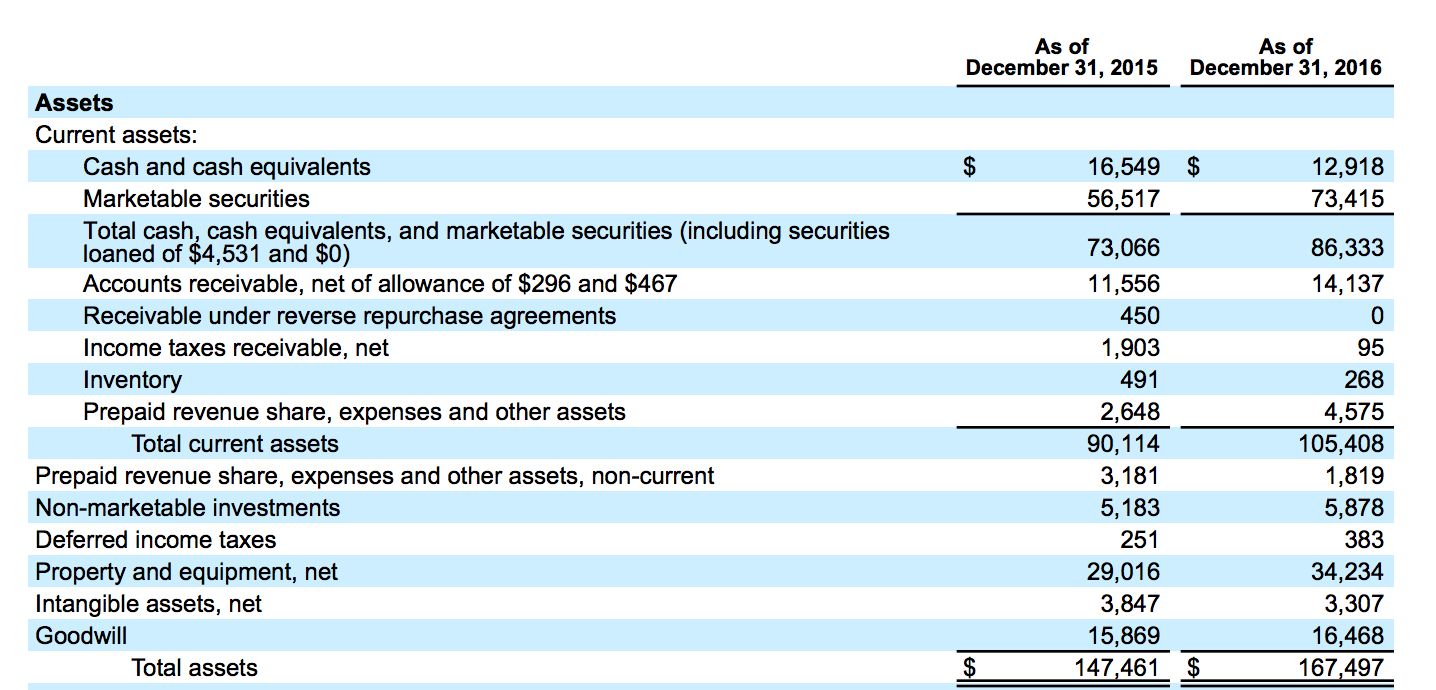 As of As of
December 31, 2015 December 31, 2016
Assets
Current assets:
Cash and cash equivalents $ 16,549 $ 12,918
Marketable securities 56,517 73,415
Total cash, cash equivalents, and marketable securities (including securities
loaned of $4,531 and $0) 73,066 86,333
Accounts receivable, net of allowance of $296 and $467 11,556 14,137
Receivable under reverse repurchase agreements 450 0
Income taxes receivable, net 1,903 95
Inventory 491 268
Prepaid revenue share, expenses and other assets 2,648 4,575
Total current assets 90,114 105,408
Prepaid revenue share, expenses and other assets, non-current 3,181 1,819
Non-marketable investments 5,183 5,878
Deferred income taxes 251 383
Property and equipment, net 29,016 34,234
Intangible assets, net 3,847 3,307
Goodwill 15,869 16,468
Total assets $ 147,461 $ 167,497